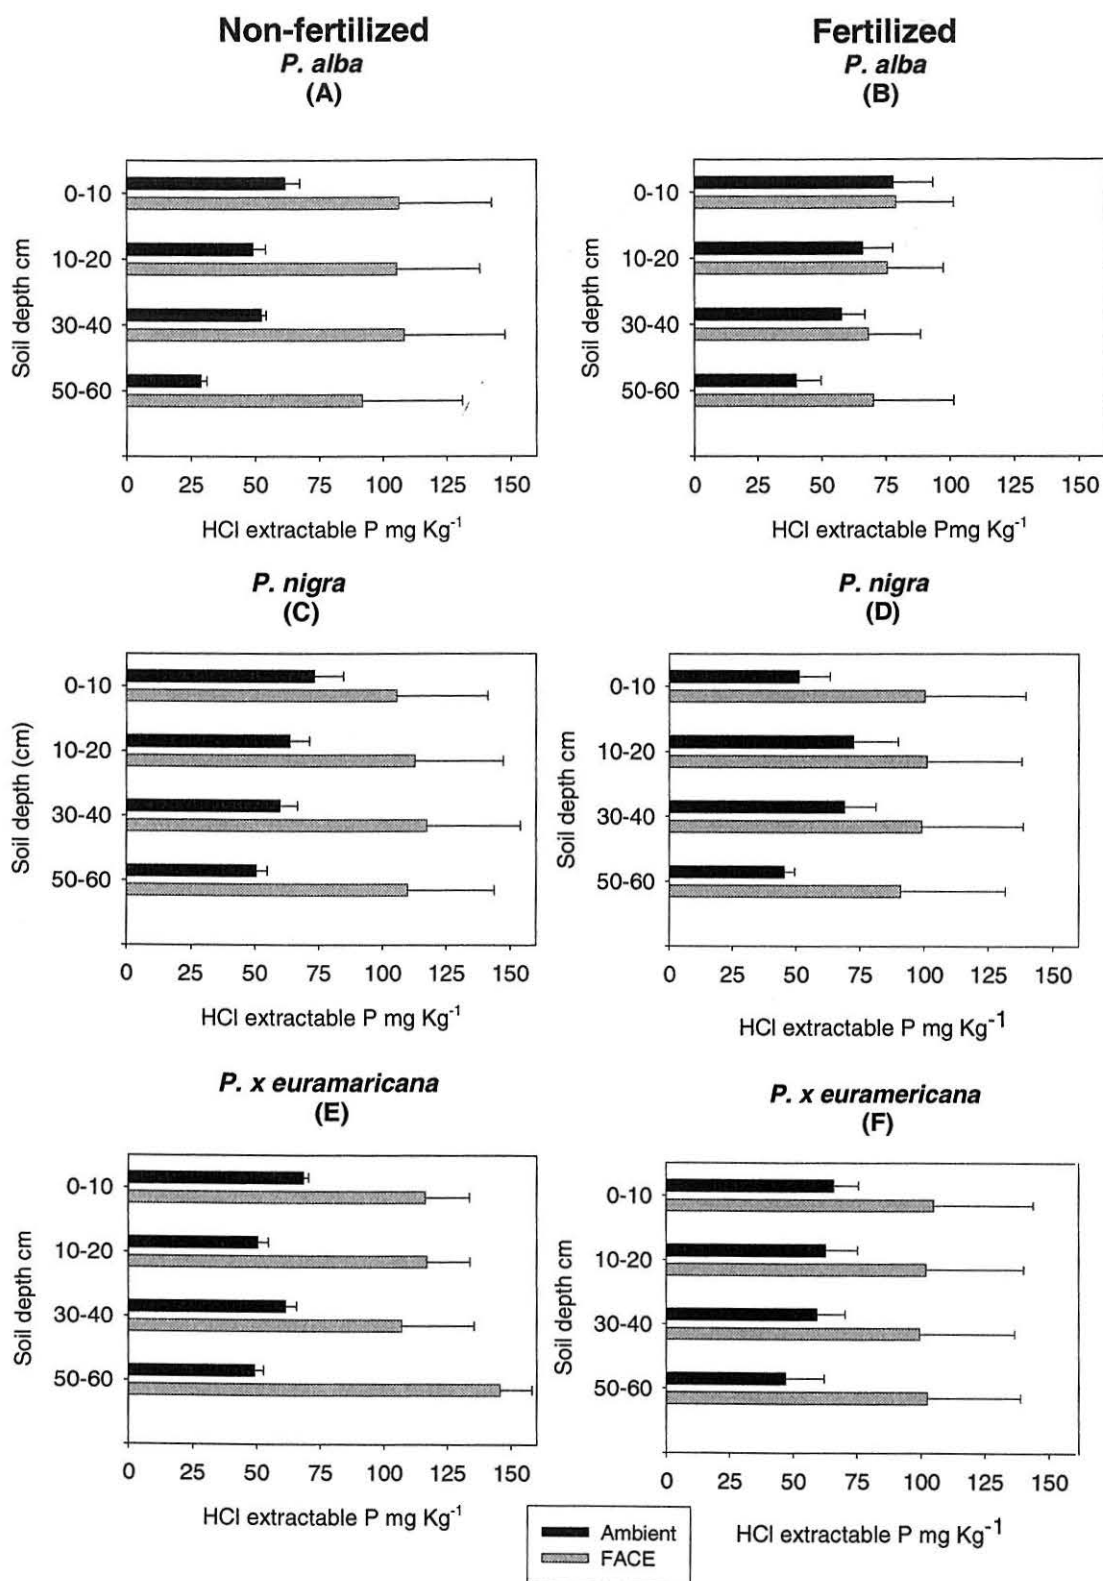 Non-fertilized
P. alba
(A)
Soil depth cm
0-10
10-20
30-40
50-60
0 25 50 75 100 125 150
HCl extractable P mg Kg-1
Fertilized
P. alba
(B)
Soil depth cm
0-10
10-20
30-40
50-60
0 25 50 75 100 125 150
HCl extractable Pmg Kg-1
P. nigra
(C)
Soil depth (cm)
0-10
10-20
30-40
50-60
0 25 50 75 100 125 150
HCl extractable P mg Kg-1
P. nigra
(D)
Soil depth cm
0-10
10-20
30-40
50-60
0 25 50 75 100 125 150
HCl extractable P mg Kg-1
P. x euramaricana
(E)
Soil depth cm
0-10
10-20
30-40
50-60
0 25 50 75 100 125 150
HCl extractable P mg Kg-1
P. x euramericana
(F)
Soil depth cm
0-10
10-20
30-40
50-60
0 25 50 75 100 125 150
HCl extractable P mg Kg-1
Ambient
FACE